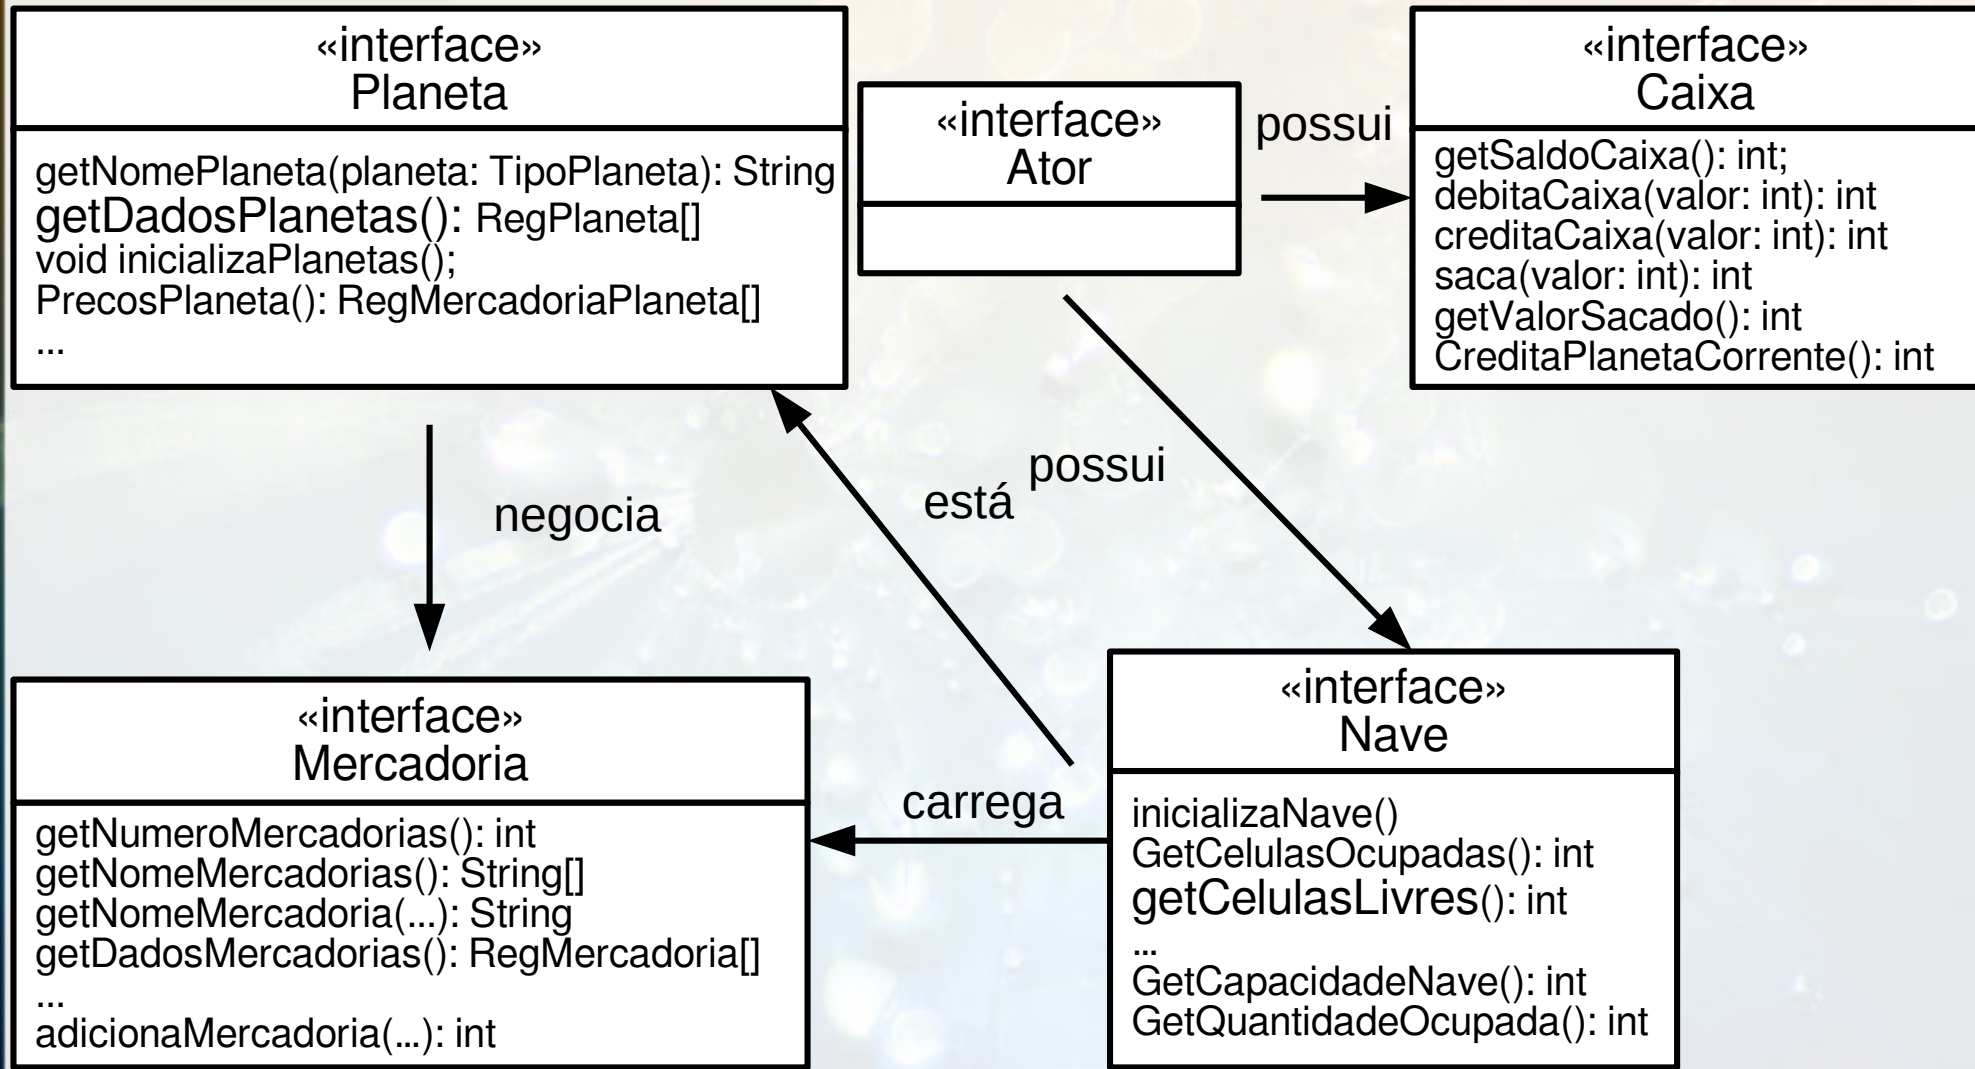 «interface»
Planeta
getNomePlaneta(planeta: TipoPlaneta): String
getDadosPlanetas(): RegPlaneta[]
void inicializaPlanetas();
PrecosPlaneta(): RegMercadoriaPlaneta[]
...
«interface»
Ator
possui
«interface»
Caixa
getSaldoCaixa(): int;
debitaCaixa(valor: int): int
creditaCaixa(valor: int): int
saca(valor: int): int
getValorSacado(): int
CreditaPlanetaCorrente(): int
negocia
está
possui
«interface»
Mercadoria
getNumeroMercadorias(): int
getNomeMercadorias(): String[]
getNomeMercadoria(...): String
getDadosMercadorias(): RegMercadoria[]
...
adicionaMercadoria(...): int
carrega
«interface»
Nave
inicializaNave()
GetCelulasOcupadas(): int
getCelulasLivres(): int
...
GetCapacidadeNave(): int
GetQuantidadeOcupada(): int